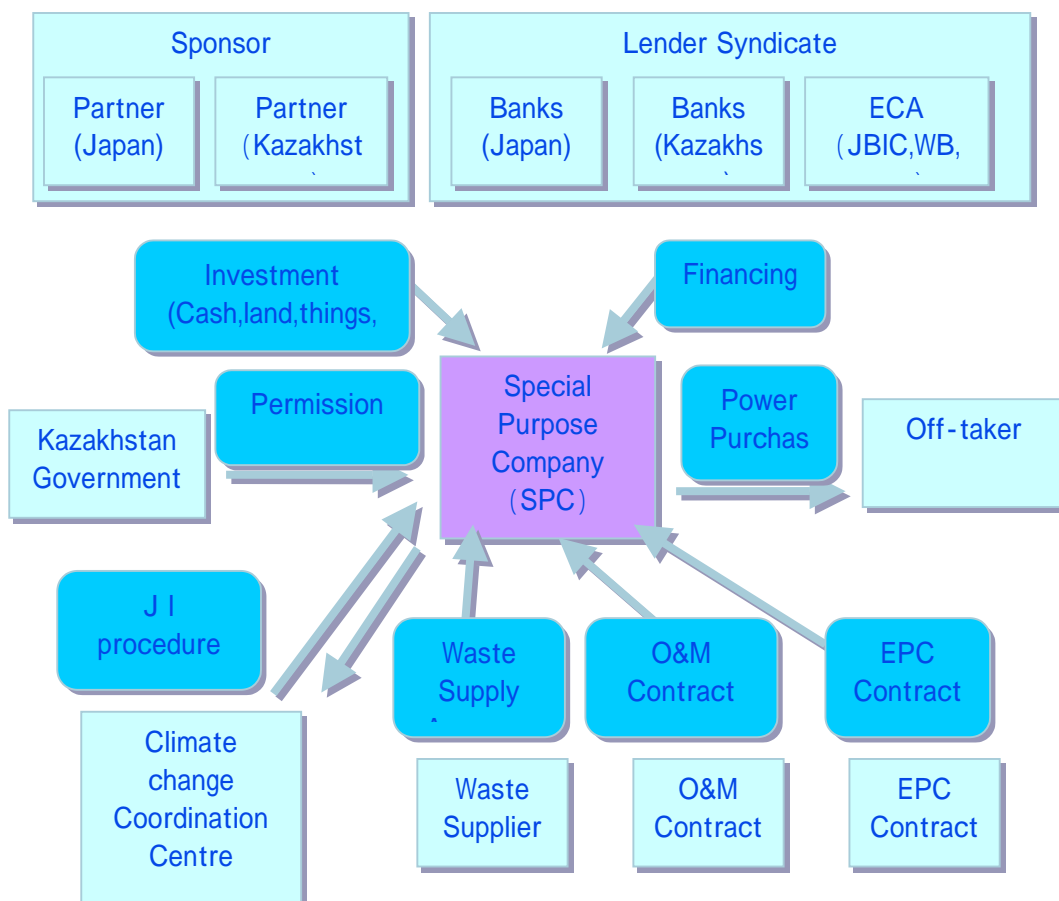 Sponsor
Partner
(Japan)
Partner
(Kazakhst
Lender Syndicate
Banks
(Japan)
Banks
(Kazakhs
ECA
(JBIC,WB,
Investment
(Cash,land,things,
Financing
Permission
Special
Purpose
Company
(SPC)
Power
Purchas
Kazakhstan
Government
Off-taker
J I
procedure
Waste
Supply
O&M
Contract
EPC
Contract
Climate
change
Coordination
Centre
Waste
Supplier
O&M
Contract
EPC
Contract